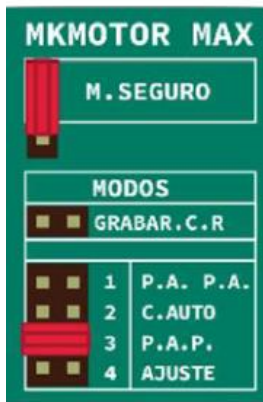 MKMOTOR MAX
M.SEGURO
MODOS
GRABAR.C.R
1 P.A. P.A.
2 C.AUTO
3 P.A.P.
4 AJUSTE